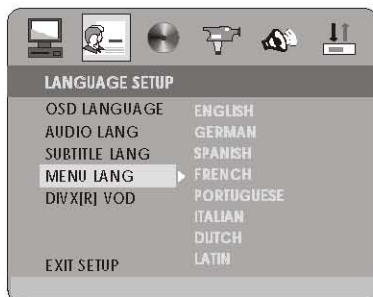 LANGUAGE SETUP
OSD LANGUAGE
AUDIO LANG
SUBTITLE LANG
MENU LANG
DIVX[R] VOD
EXIT SETUP
ENGLISH
GERMAN
SPANISH
FRENCH
PORTUGUESE
ITALIAN
DUTCH
LATIN